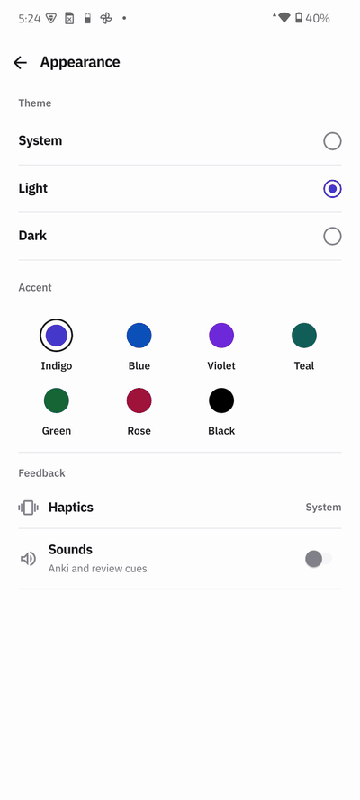 5:24 40%
Appearance
Theme
System
Light
Dark
Accent
Indigo Blue Violet Teal
Green Rose Black
Feedback
Haptics System
Sounds
Anki and review cues